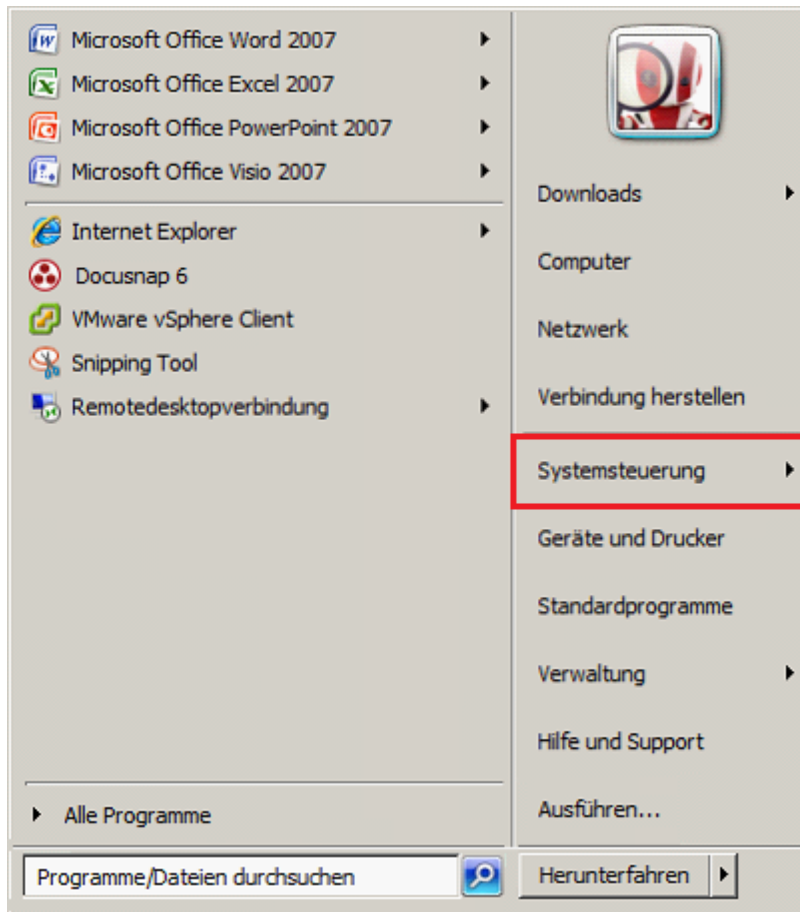 Microsoft Office Word 2007
Microsoft Office Excel 2007
Microsoft Office PowerPoint 2007
Microsoft Office Visio 2007
Internet Explorer
Docusnap 6
VMware vSphere Client
Snipping Tool
Remotedesktopverbindung
Alle Programme
Programme/Dateien durchsuchen
Downloads
Computer
Netzwerk
Verbindung herstellen
Systemsteuerung
Geräte und Drucker
Standardprogramme
Verwaltung
Hilfe und Support
Ausführen...
Herunterfahren